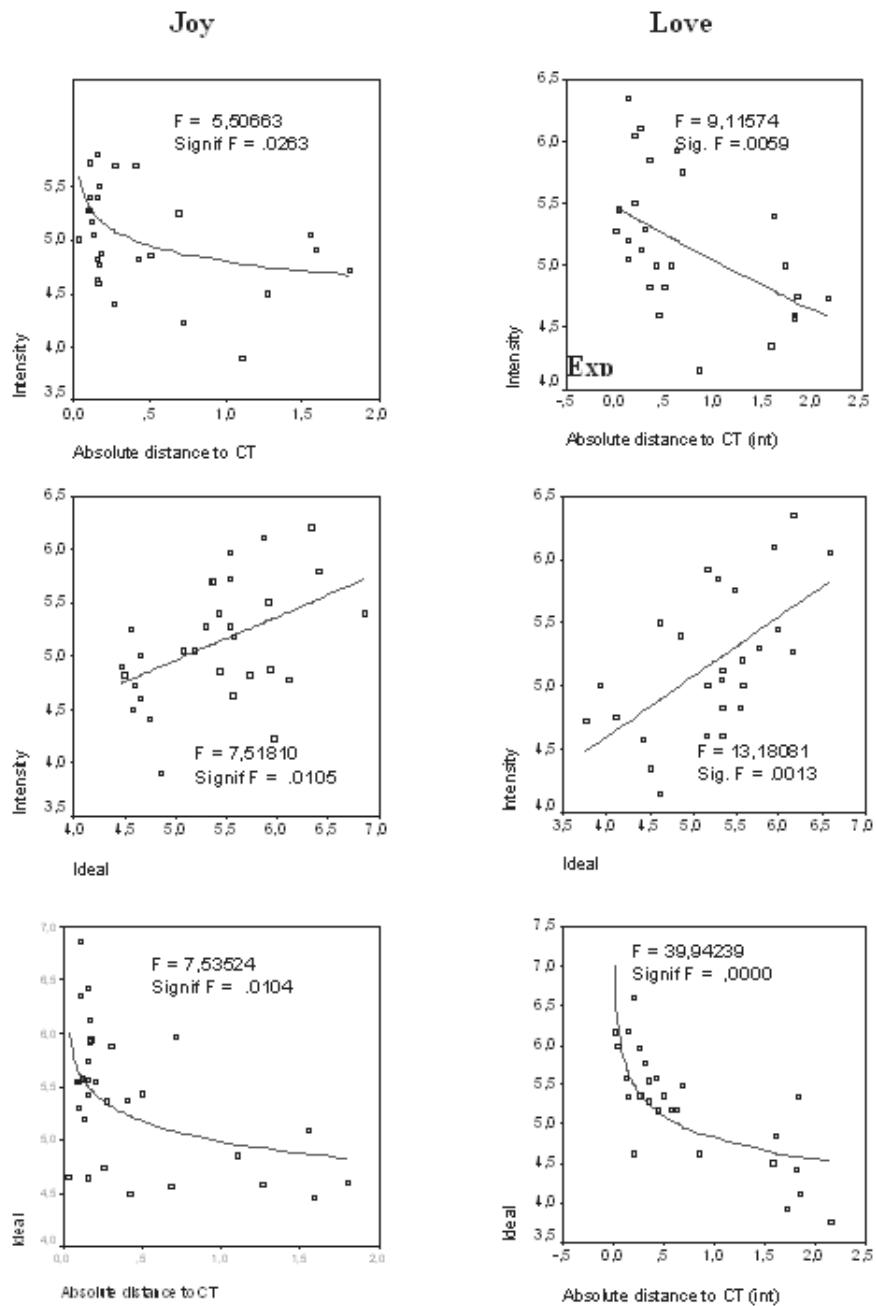 Joy
Love
6,5
6,0
F = 5,50663
Signif F = .0263
F = 9,11574
Sig. F = .0059
5,5
5,5
5,0
5,0
4,5
4,5
4,0
Exp
4,0
3,5
Intensity
Intensity
0,0 ,5 1,0 1,5 2,0
-,5 0,0 ,5 1,0 1,5 2,0 2,5
Absolute distance to CT
Absolute distance to CT (int)
6,5
6,5
6,0
6,0
5,5
5,5
5,0
5,0
4,5
4,5
F = 7,51810
Signif F = .0105
F = 13,18081
Sig. F = .0013
4,0
4,0
3,5
Intensity
Intensity
4,0 4,5 5,0 5,5 6,0 6,5 7,0
3,5 4,0 4,5 5,0 5,5 6,0 6,5 7,0
Ideal
Ideal
7,0
7,5
F = 7,53524
Signif F = .0104
F = 39,94239
Signif F = ,0000
6,5
7,0
6,0
6,5
5,5
6,0
5,0
5,5
4,5
5,0
4,0
4,5
4,0
3,5
Ideal
Ideal
0,0 ,5 1,0 1,5 2,0
-,5 0,0 ,5 1,0 1,5 2,0 2,5
Absolute distance to CT
Absolute distance to CT (int)